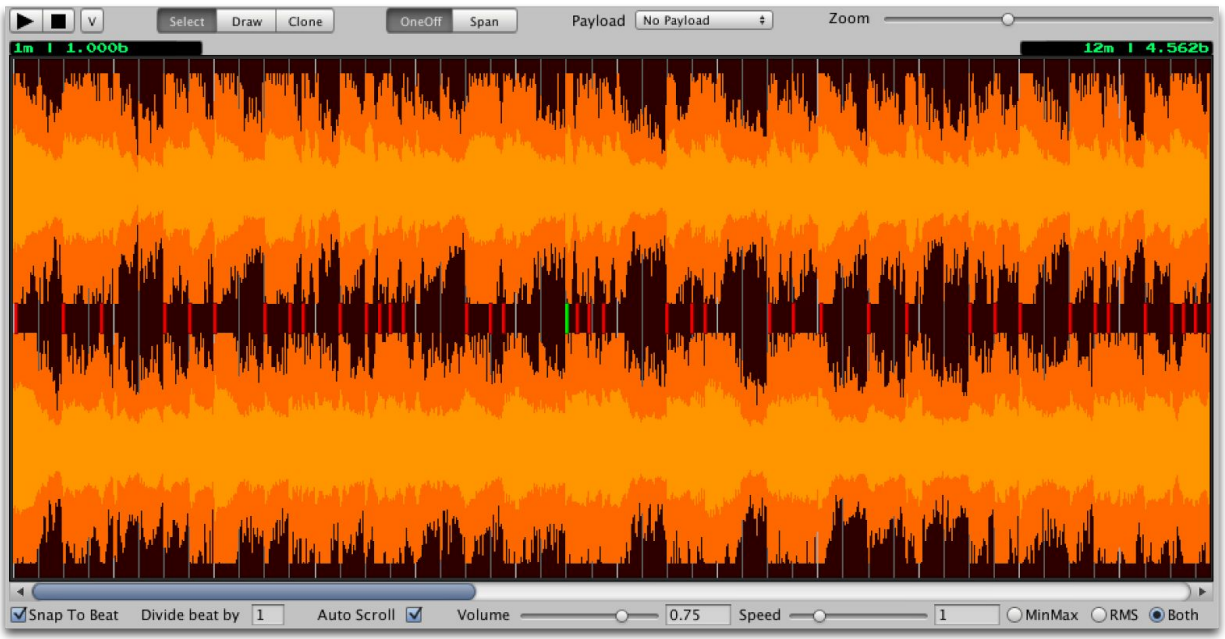 V Select Draw Clone OneOff Span Payload No Payload Zoom
1m | 1.000b 12m | 4.562b
Snap To Beat Divide beat by 1 Auto Scroll Volume 0.75 Speed 1 MinMax RMS Both